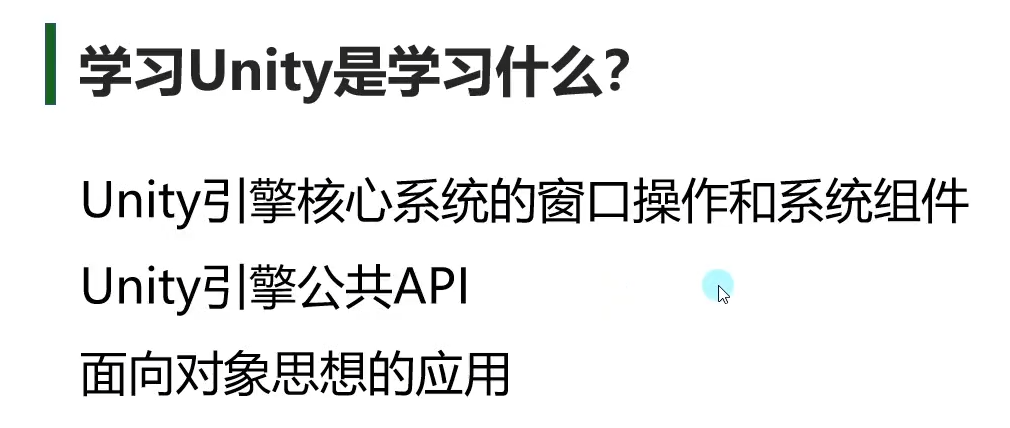 学习Unity是学习什么？
Unity引擎核心系统的窗口操作和系统组件
Unity引擎公共API
面向对象思想的应用